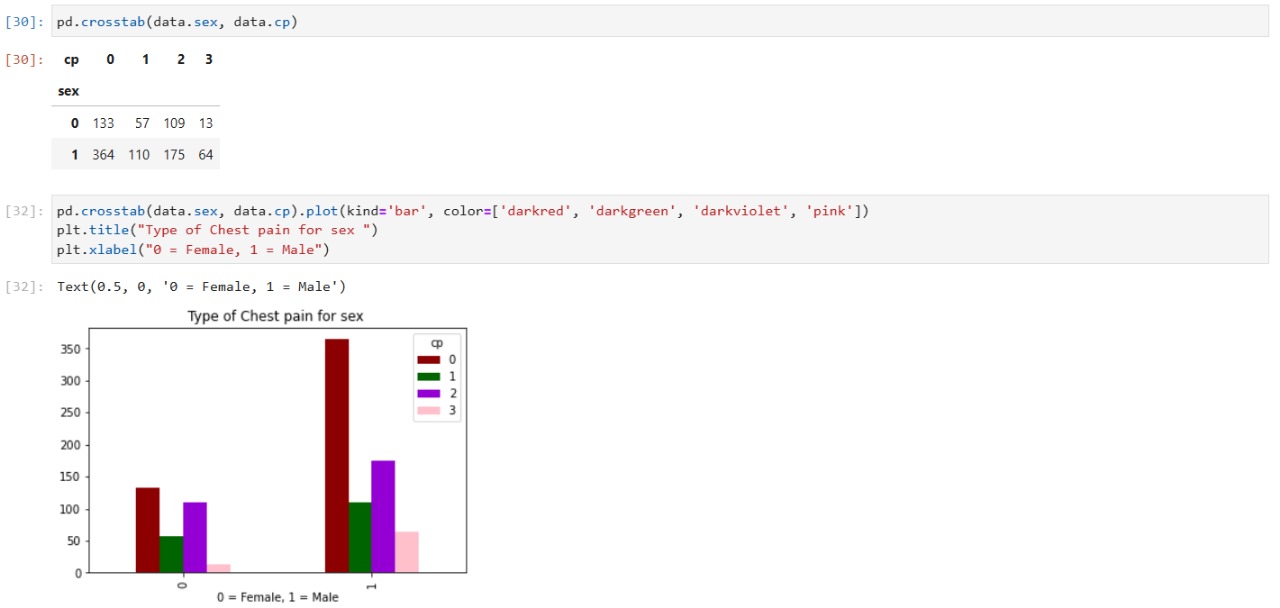 [30]: pd.crosstab(data.sex, data.cp)
[30]: cp 0 1 2 3
sex
0 133 57 109 13
1 364 110 175 64
[32]: pd.crosstab(data.sex, data.cp).plot(kind='bar', color=['darkred', 'darkgreen', 'darkviolet', 'pink'])
plt.title("Type of Chest pain for sex ")
plt.xlabel("0 = Female, 1 = Male")
[32]: Text(0.5, 0, '0 = Female, 1 = Male')
Type of Chest pain for sex
cp
0
1
2
3
350
300
250
200
150
100
50
0
0 1
0 = Female, 1 = Male